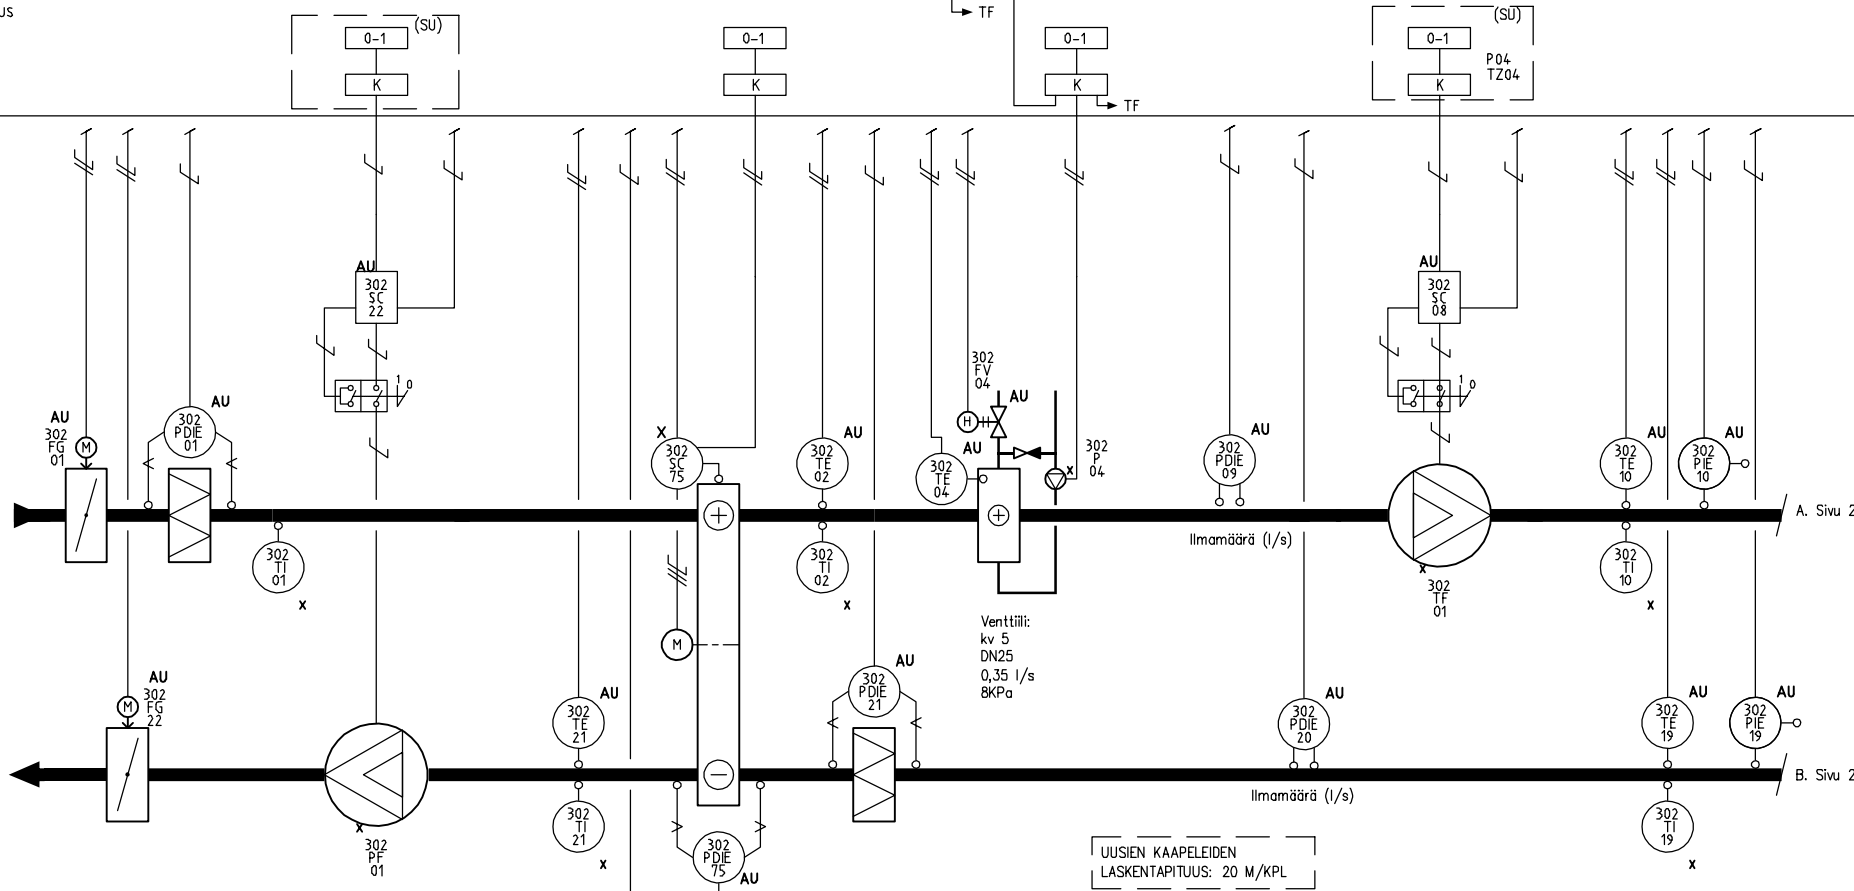 US
TF
(SU)
0-1
K
0-1
K
0-1
K
TF
(SU)
0-1
K
P04
TZ04
AU
302
SC
22
1 0
AU
302
SC
08
1 0
AU
302
FG
01
M
AU
302
PDIE
01
X
302
SC
75
AU
302
TE
02
302
FV
04
H
AU
AU
302
TE
04
302
P
04
x
AU
302
PDIE
09
AU
302
TE
10
AU
302
PIE
10
A. Sivu 2
Ilmamäärä (l/s)
302
TI
01
x
302
TI
02
x
x
302
TF
01
302
TI
10
x
M
Venttiili:
kv 5
DN25
0,35 l/s
8KPa
AU
302
FG
22
M
AU
302
TE
21
AU
302
PDIE
21
AU
302
PDIE
20
AU
302
TE
19
AU
302
PIE
19
B. Sivu 2
Ilmamäärä (l/s)
x
302
PF
01
302
TI
21
x
302
PDIE
75
AU
302
TI
19
x
UUSIEN KAAPELEIDEN
LASKENTAPITUUS: 20 M/KPL